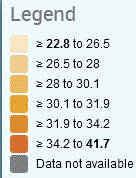 Legend
≥ 22.8 to 26.5
≥ 26.5 to 28
≥ 28 to 30.1
≥ 30.1 to 31.9
≥ 31.9 to 34.2
≥ 34.2 to 41.7
Data not available